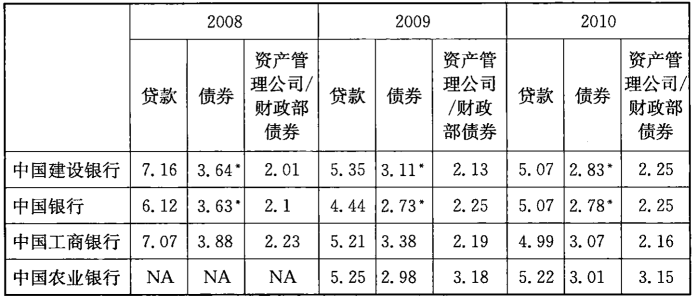 2008 2009 2010
贷款 债券 资产管理公司/财政部债券 贷款 债券 资产管理公司/财政部债券 贷款 债券 资产管理公司/财政部债券
中国建设银行 7.16 3.64* 2.01 5.35 3.11* 2.13 5.07 2.83* 2.25
中国银行 6.12 3.63* 2.1 4.44 2.73* 2.25 5.07 2.78* 2.25
中国工商银行 7.07 3.88 2.23 5.21 3.38 2.19 4.99 3.07 2.16
中国农业银行 NA NA NA 5.25 2.98 3.18 5.22 3.01 3.15